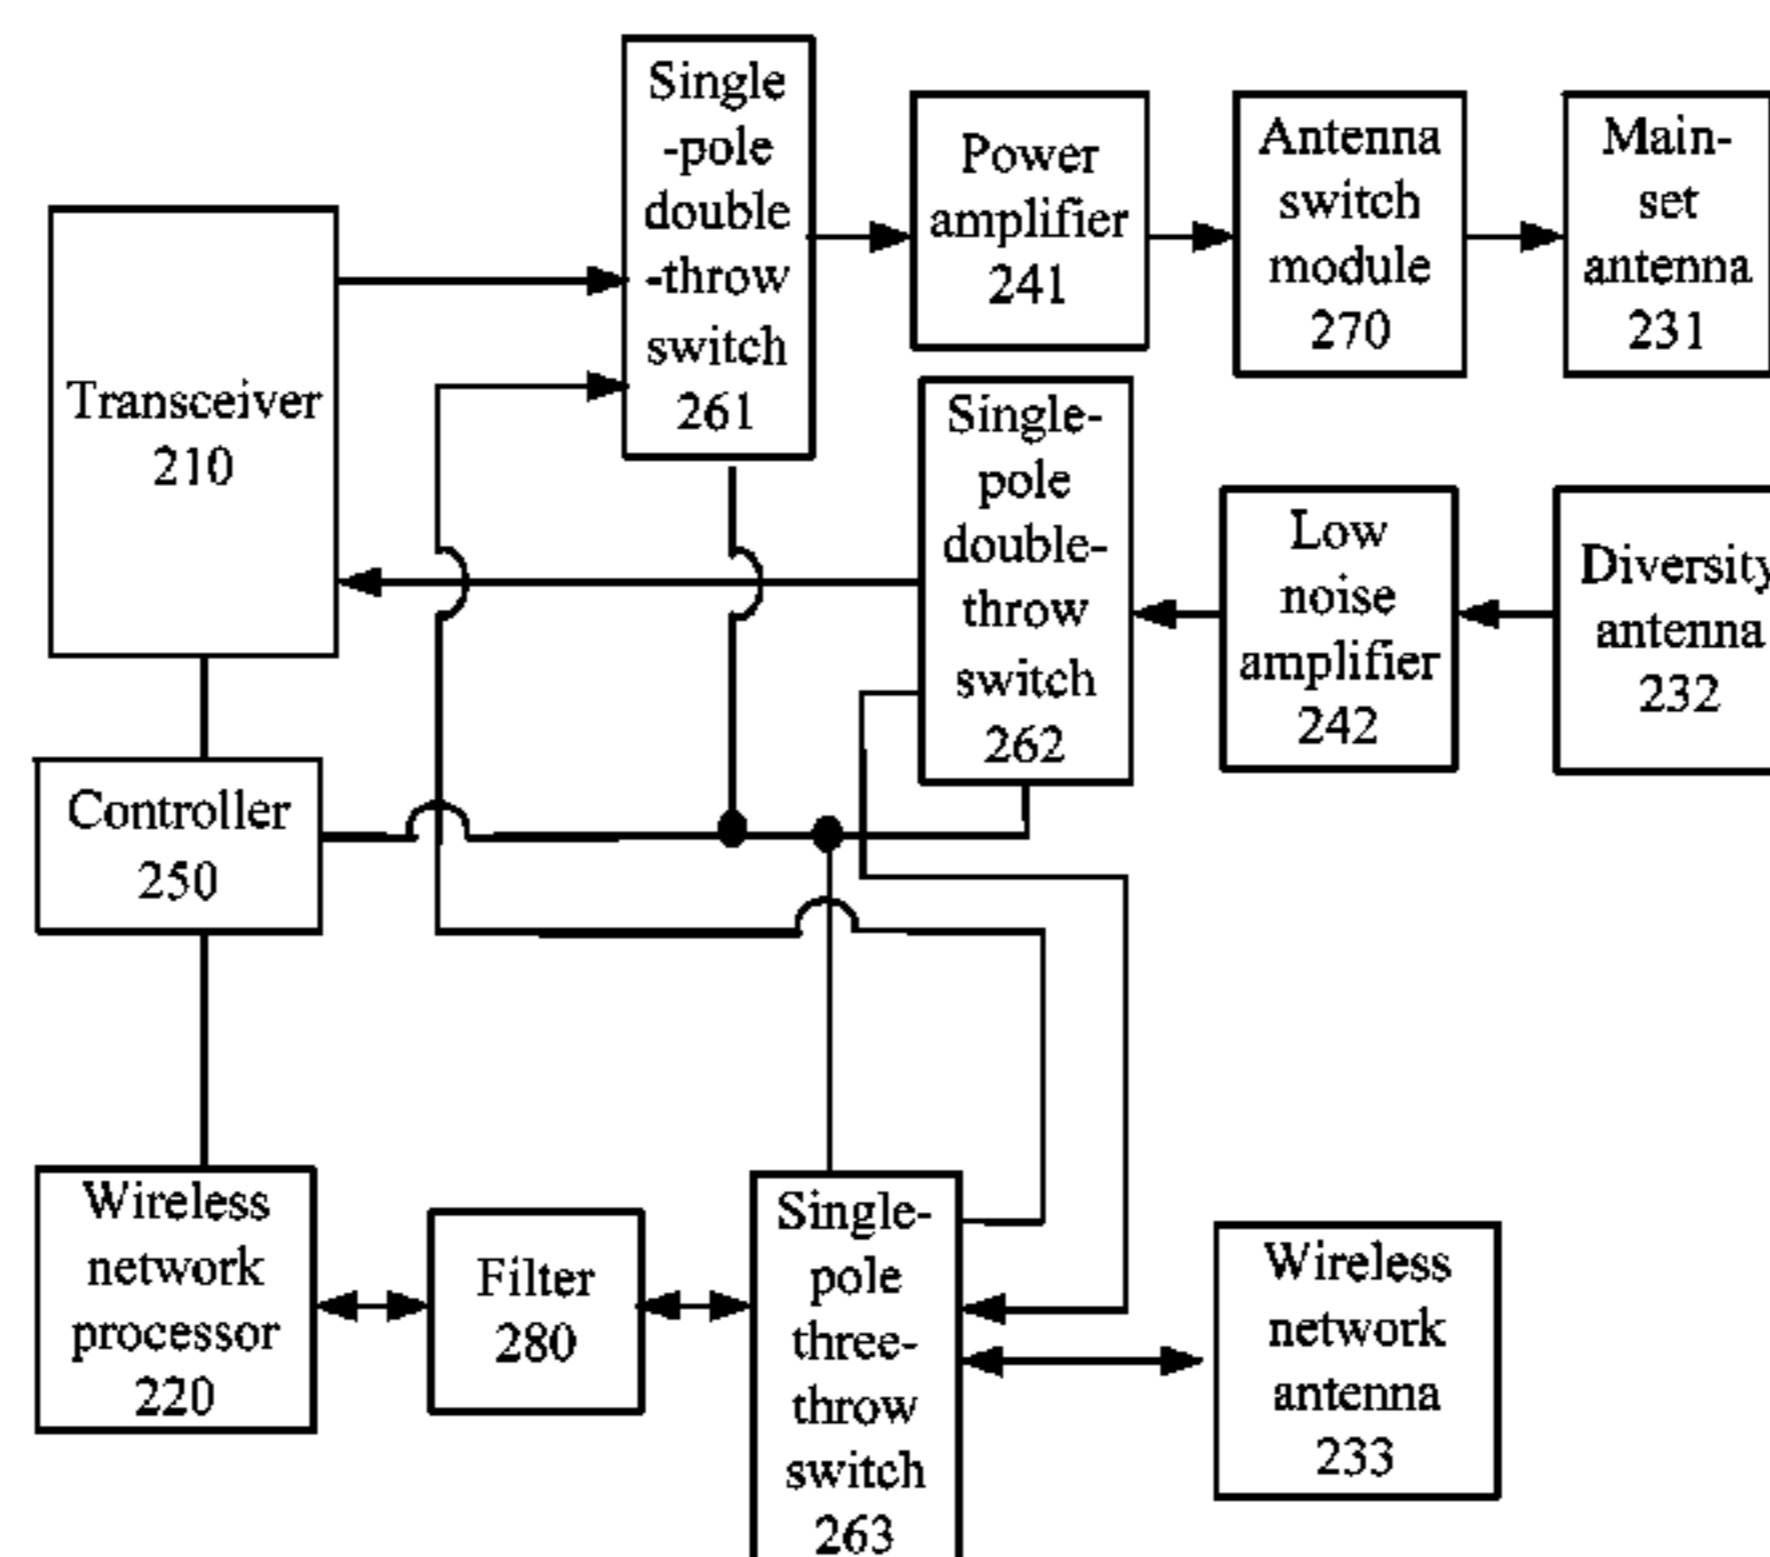 Single
-pole
double
-throw
switch
261
Power
amplifier
241
Antenna
switch
module
270
Main-
set
antenna
231
Transceiver
210
Single-
pole
double-
throw
switch
262
Low
noise
amplifier
242
Diversity
antenna
232
Controller
250
Wireless
network
processor
220
Filter
280
Single-
pole
three-
throw
switch
263
Wireless
network
antenna
233